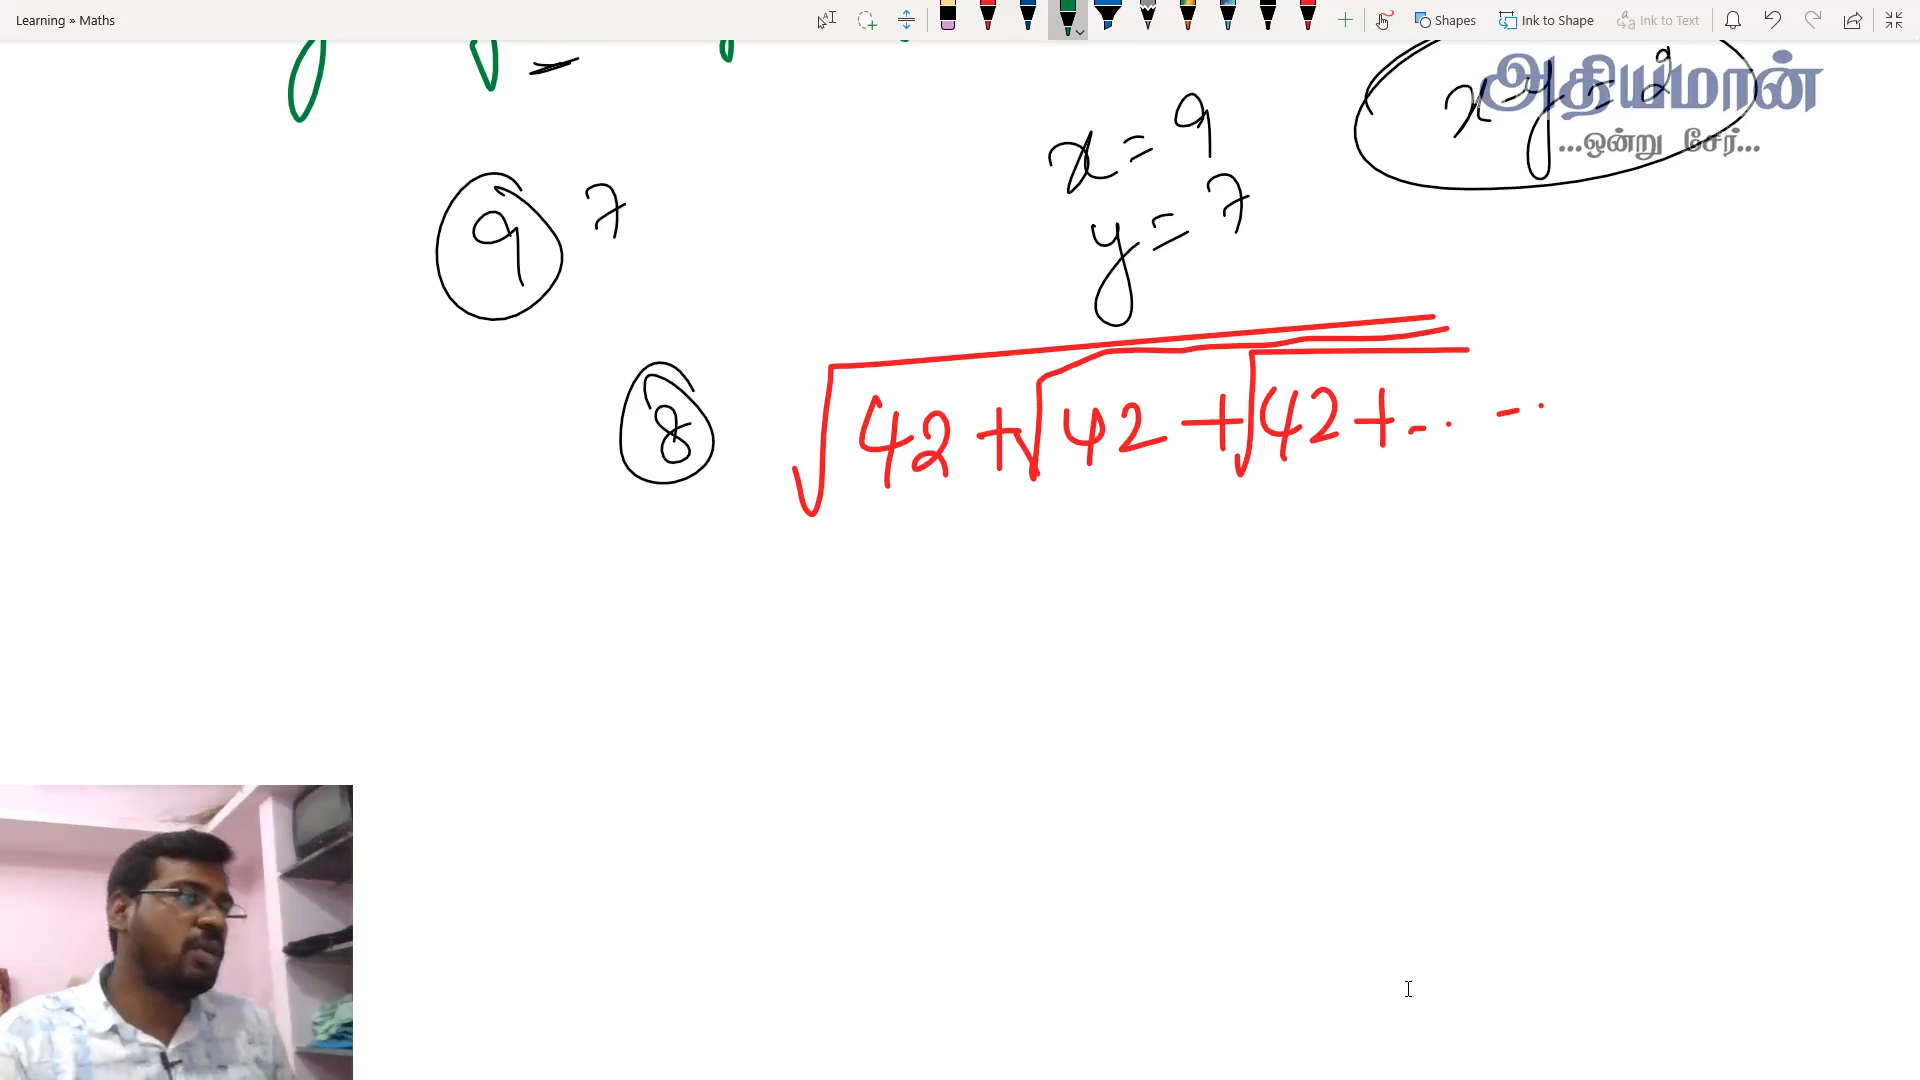 Learning » Maths
Shapes
Ink to Shape
Ink to Text
அதியமான்
...ஒன்று சேர்...
x-y=2
x=9
y=7
9 7
8 √42+√42+√42+... -..